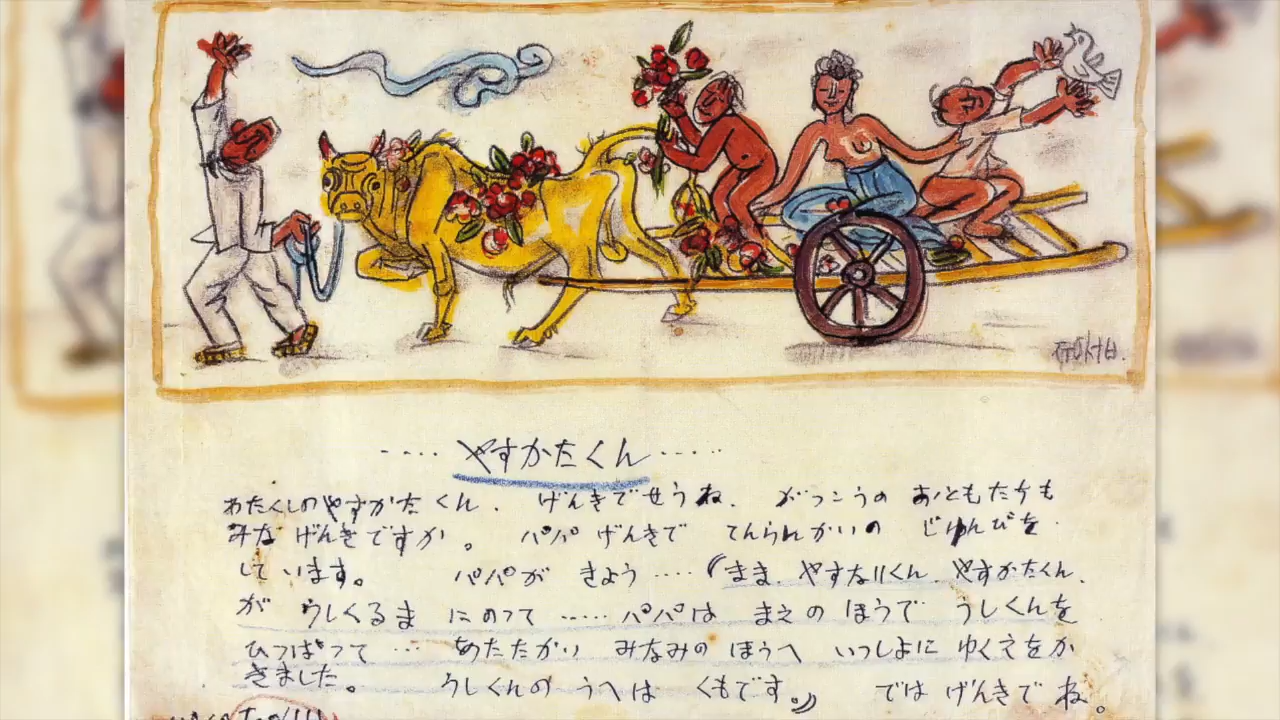 ㅈㅜㅇㅅㅓㅂ
‥‥ やすかたくん ‥‥
わたくしの やすかた くん . げんきでせうね . がっこうの おともたちも
みな げんきですか 。 パパ げんきで てんらんかいの じゆんびを
しています。 パパが きょう ‥‥ (まま . やすなりくん . やすかたくん .
が うしくるま にのって ‥‥ パパは まえの ほうで うしくんを
ひっぱって ‥ あたたかい みなみの ほうへ いっしょに ゆくえをか
きました 。 うしくんの うへは くもです。) では げんきで ね 。